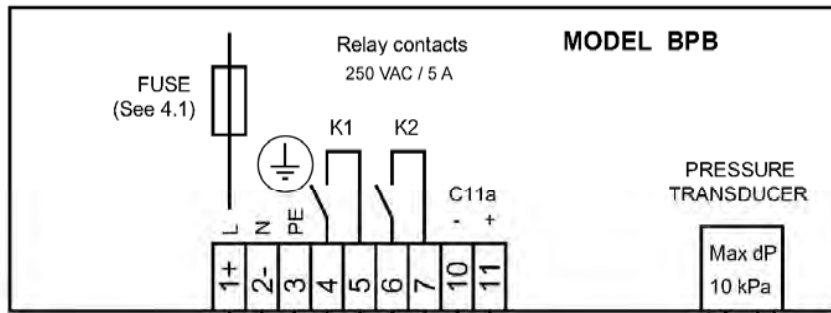 Relay contacts
250 VAC / 5 A
MODEL BPB
FUSE
(See 4.1)
K1
K2
PRESSURE
TRANSDUCER
C11a
L
N
PE
- +
1+
2-
3
4
5
6
7
10
11
Max dP
10 kPa